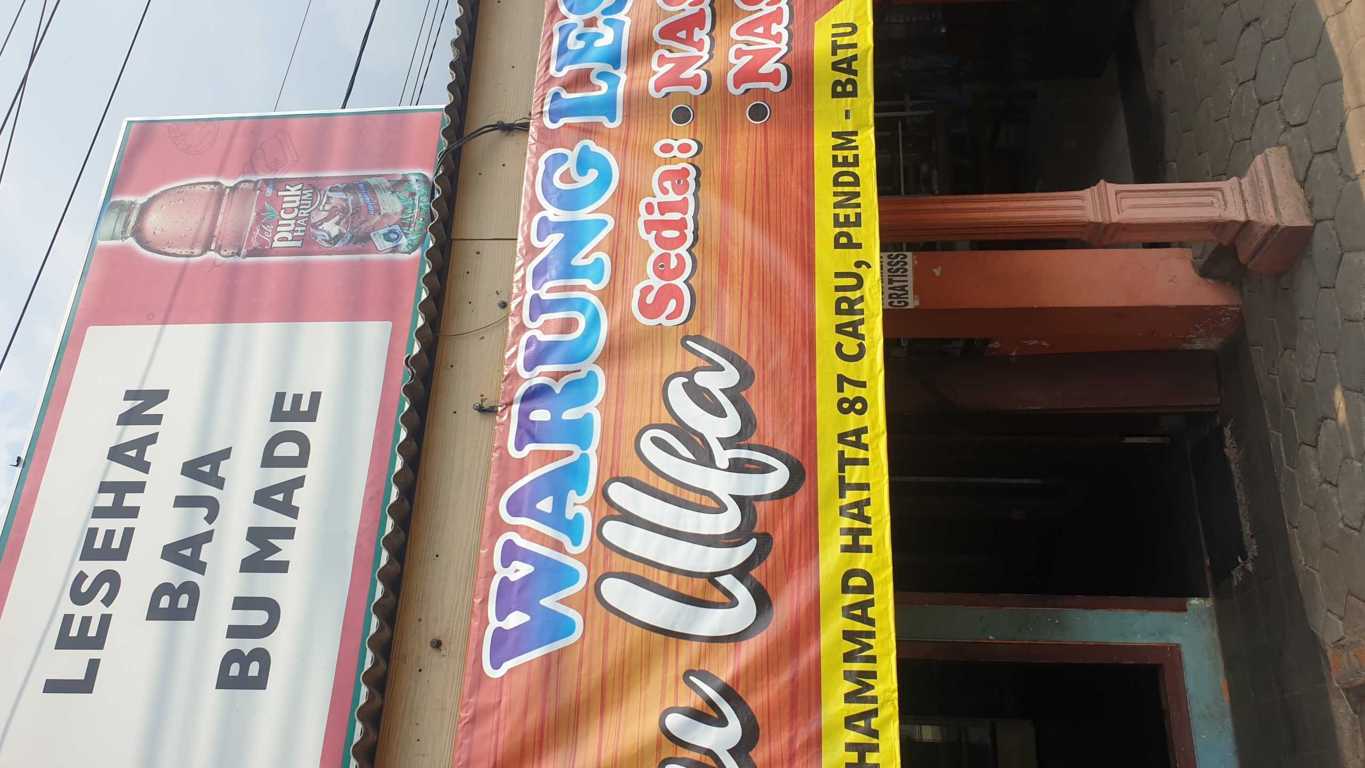 LESEHAN
BAJA
BU MADE
Teh
pucuk
HARUM
WARUNG LES
Ulfa
Sedia:
• NAS
• NAS
HAMMAD HATTA 87 CARU, PENDEM - BATU
GRATISSS